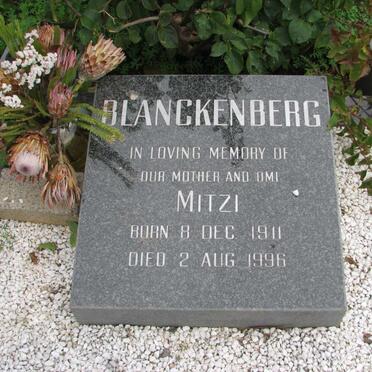 BLANCKENBERG
IN LOVING MEMORY OF
OUR MOTHER AND OMI
MITZI
BORN 8 DEC 1911
DIED 2 AUG 1996